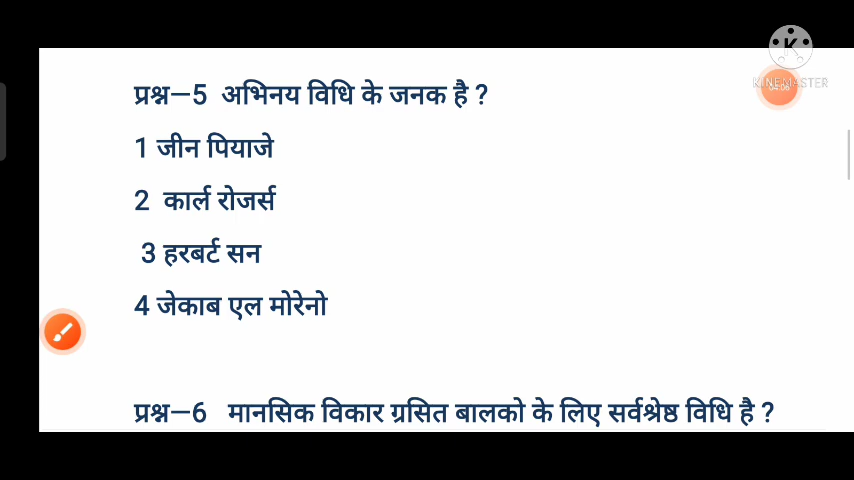 KINEMASTER
प्रश्न—5 अभिनय विधि के जनक है ?
1 जीन पियाजे
2 कार्ल रोजर्स
3 हरबर्ट सन
4 जेकाब एल मोरेनो
प्रश्न—6 मानसिक विकार ग्रसित बालको के लिए सर्वश्रेष्ठ विधि है ?